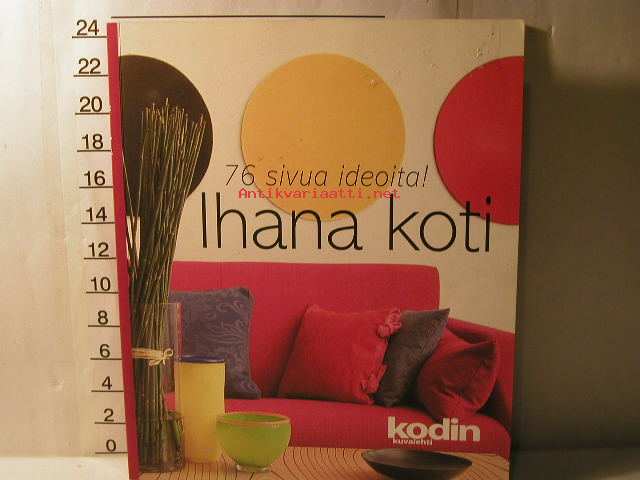 24
22
20
18
16
14
12
10
8
6
4
2
0
76 sivua ideoita!
Antikvariaatti.net
Ihana koti
kodin
kuvalehti